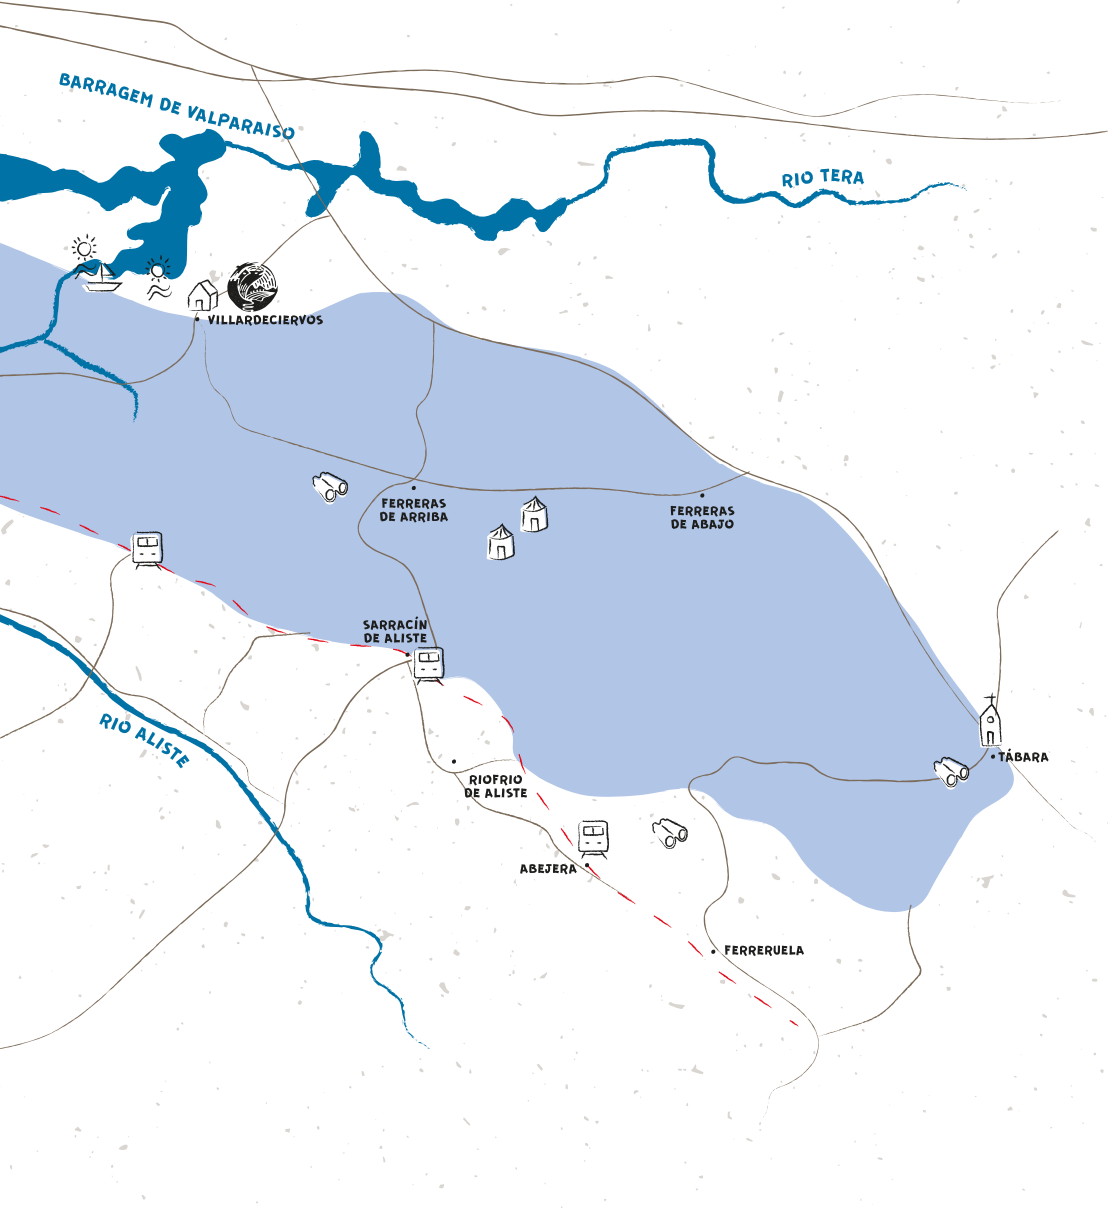 BARRAGEM DE VALPARAISO
RIO TERA
VILLARDECIERVOS
FERRERAS
DE ARRIBA
FERRERAS
DE ABAJO
SARRACÍN
DE ALISTE
RIO ALISTE
TÁBARA
RIOFRIO
DE ALISTE
ABEJERA
FERRERUELA